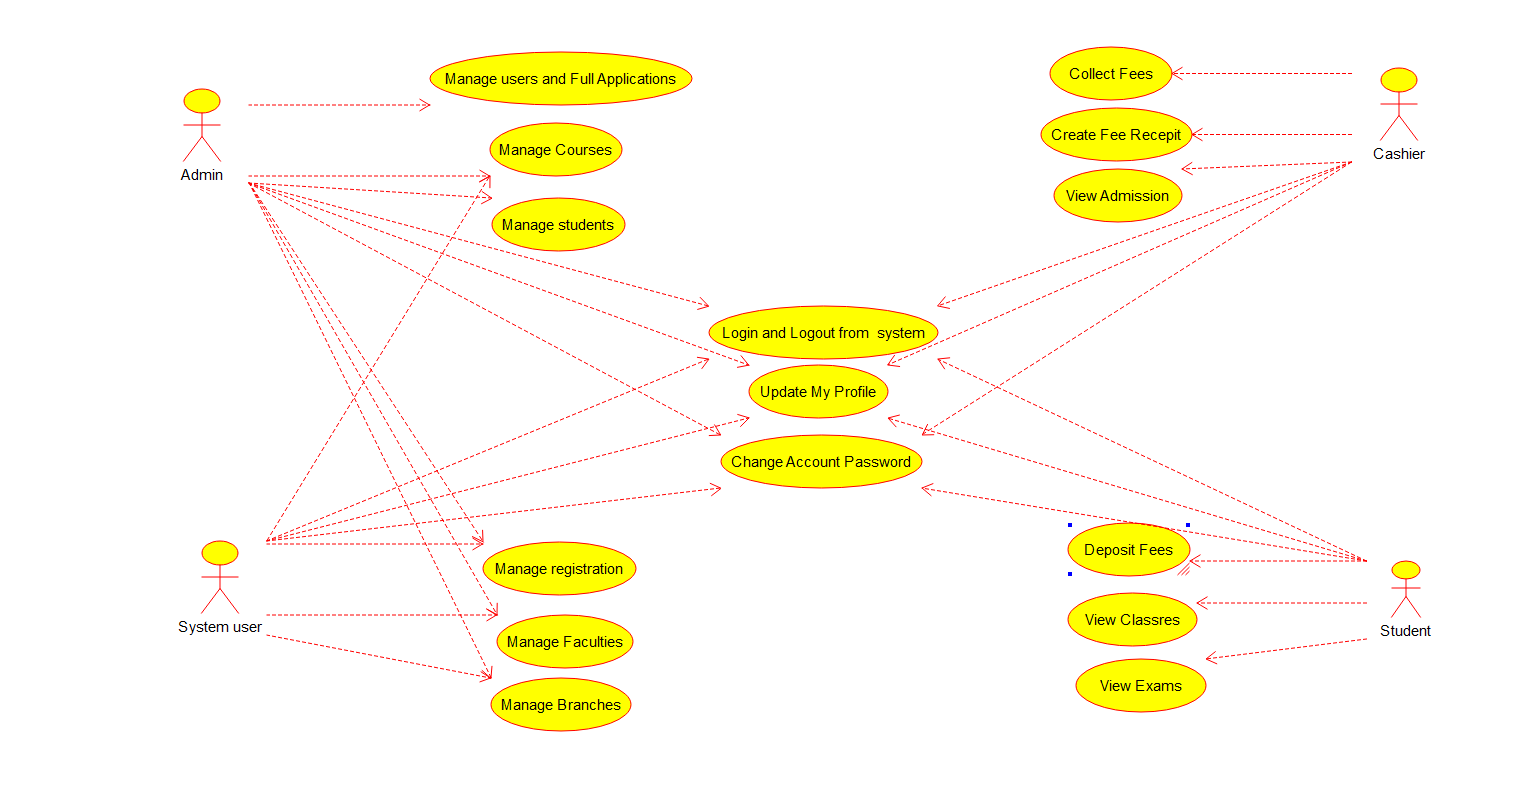 Manage users and Full Applications
Collect Fees
Create Fee Recepit
Manage Courses
Cashier
Admin
View Admission
Manage students
Login and Logout from  system
Update My Profile
Change Account Password
Deposit Fees
Manage registration
View Classres
System user
Student
Manage Faculties
View Exams
Manage Branches